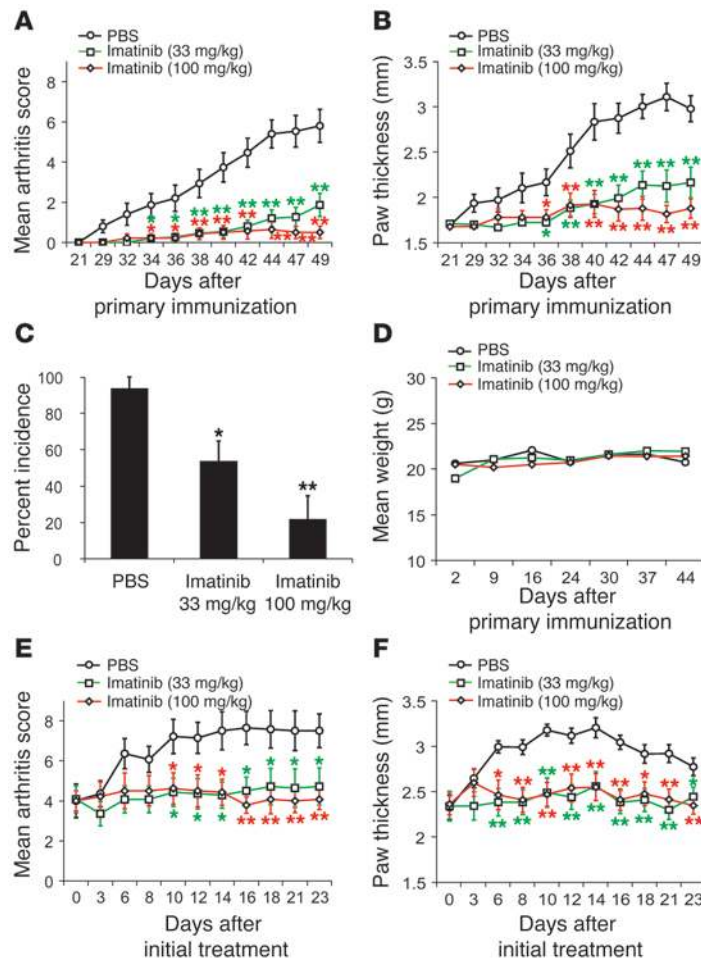 A
PBS
Imatinib (33 mg/kg)
Imatinib (100 mg/kg)
Mean arthritis score
8
6
4
2
0
* * ** ** ** ** ** **
* * ** ** ** ** ** **
21 29 32 34 36 38 40 42 44 47 49
Days after
primary immunization
B
PBS
Imatinib (33 mg/kg)
Imatinib (100 mg/kg)
Paw thickness (mm)
3.5
3
2.5
2
1.5
* ** ** ** ** ** **
* ** ** ** ** ** **
21 29 32 34 36 38 40 42 44 47 49
Days after
primary immunization
C
Percent incidence
100
80
60
40
20
0
*
**
PBS
Imatinib
33 mg/kg
Imatinib
100 mg/kg
D
PBS
Imatinib (33 mg/kg)
Imatinib (100 mg/kg)
Mean weight (g)
30
25
20
15
10
2 9 16 24 30 37 44
Days after
primary immunization
E
PBS
Imatinib (33 mg/kg)
Imatinib (100 mg/kg)
Mean arthritis score
8
6
4
2
0
* * * * * * *
* * * ** ** ** **
0 3 6 8 10 12 14 16 18 21 23
Days after
initial treatment
F
PBS
Imatinib (33 mg/kg)
Imatinib (100 mg/kg)
Paw thickness (mm)
3.5
3
2.5
2
1.5
* ** ** ** ** ** * ** *
** ** ** ** ** ** ** ** **
0 3 6 8 10 12 14 16 18 21 23
Days after
initial treatment